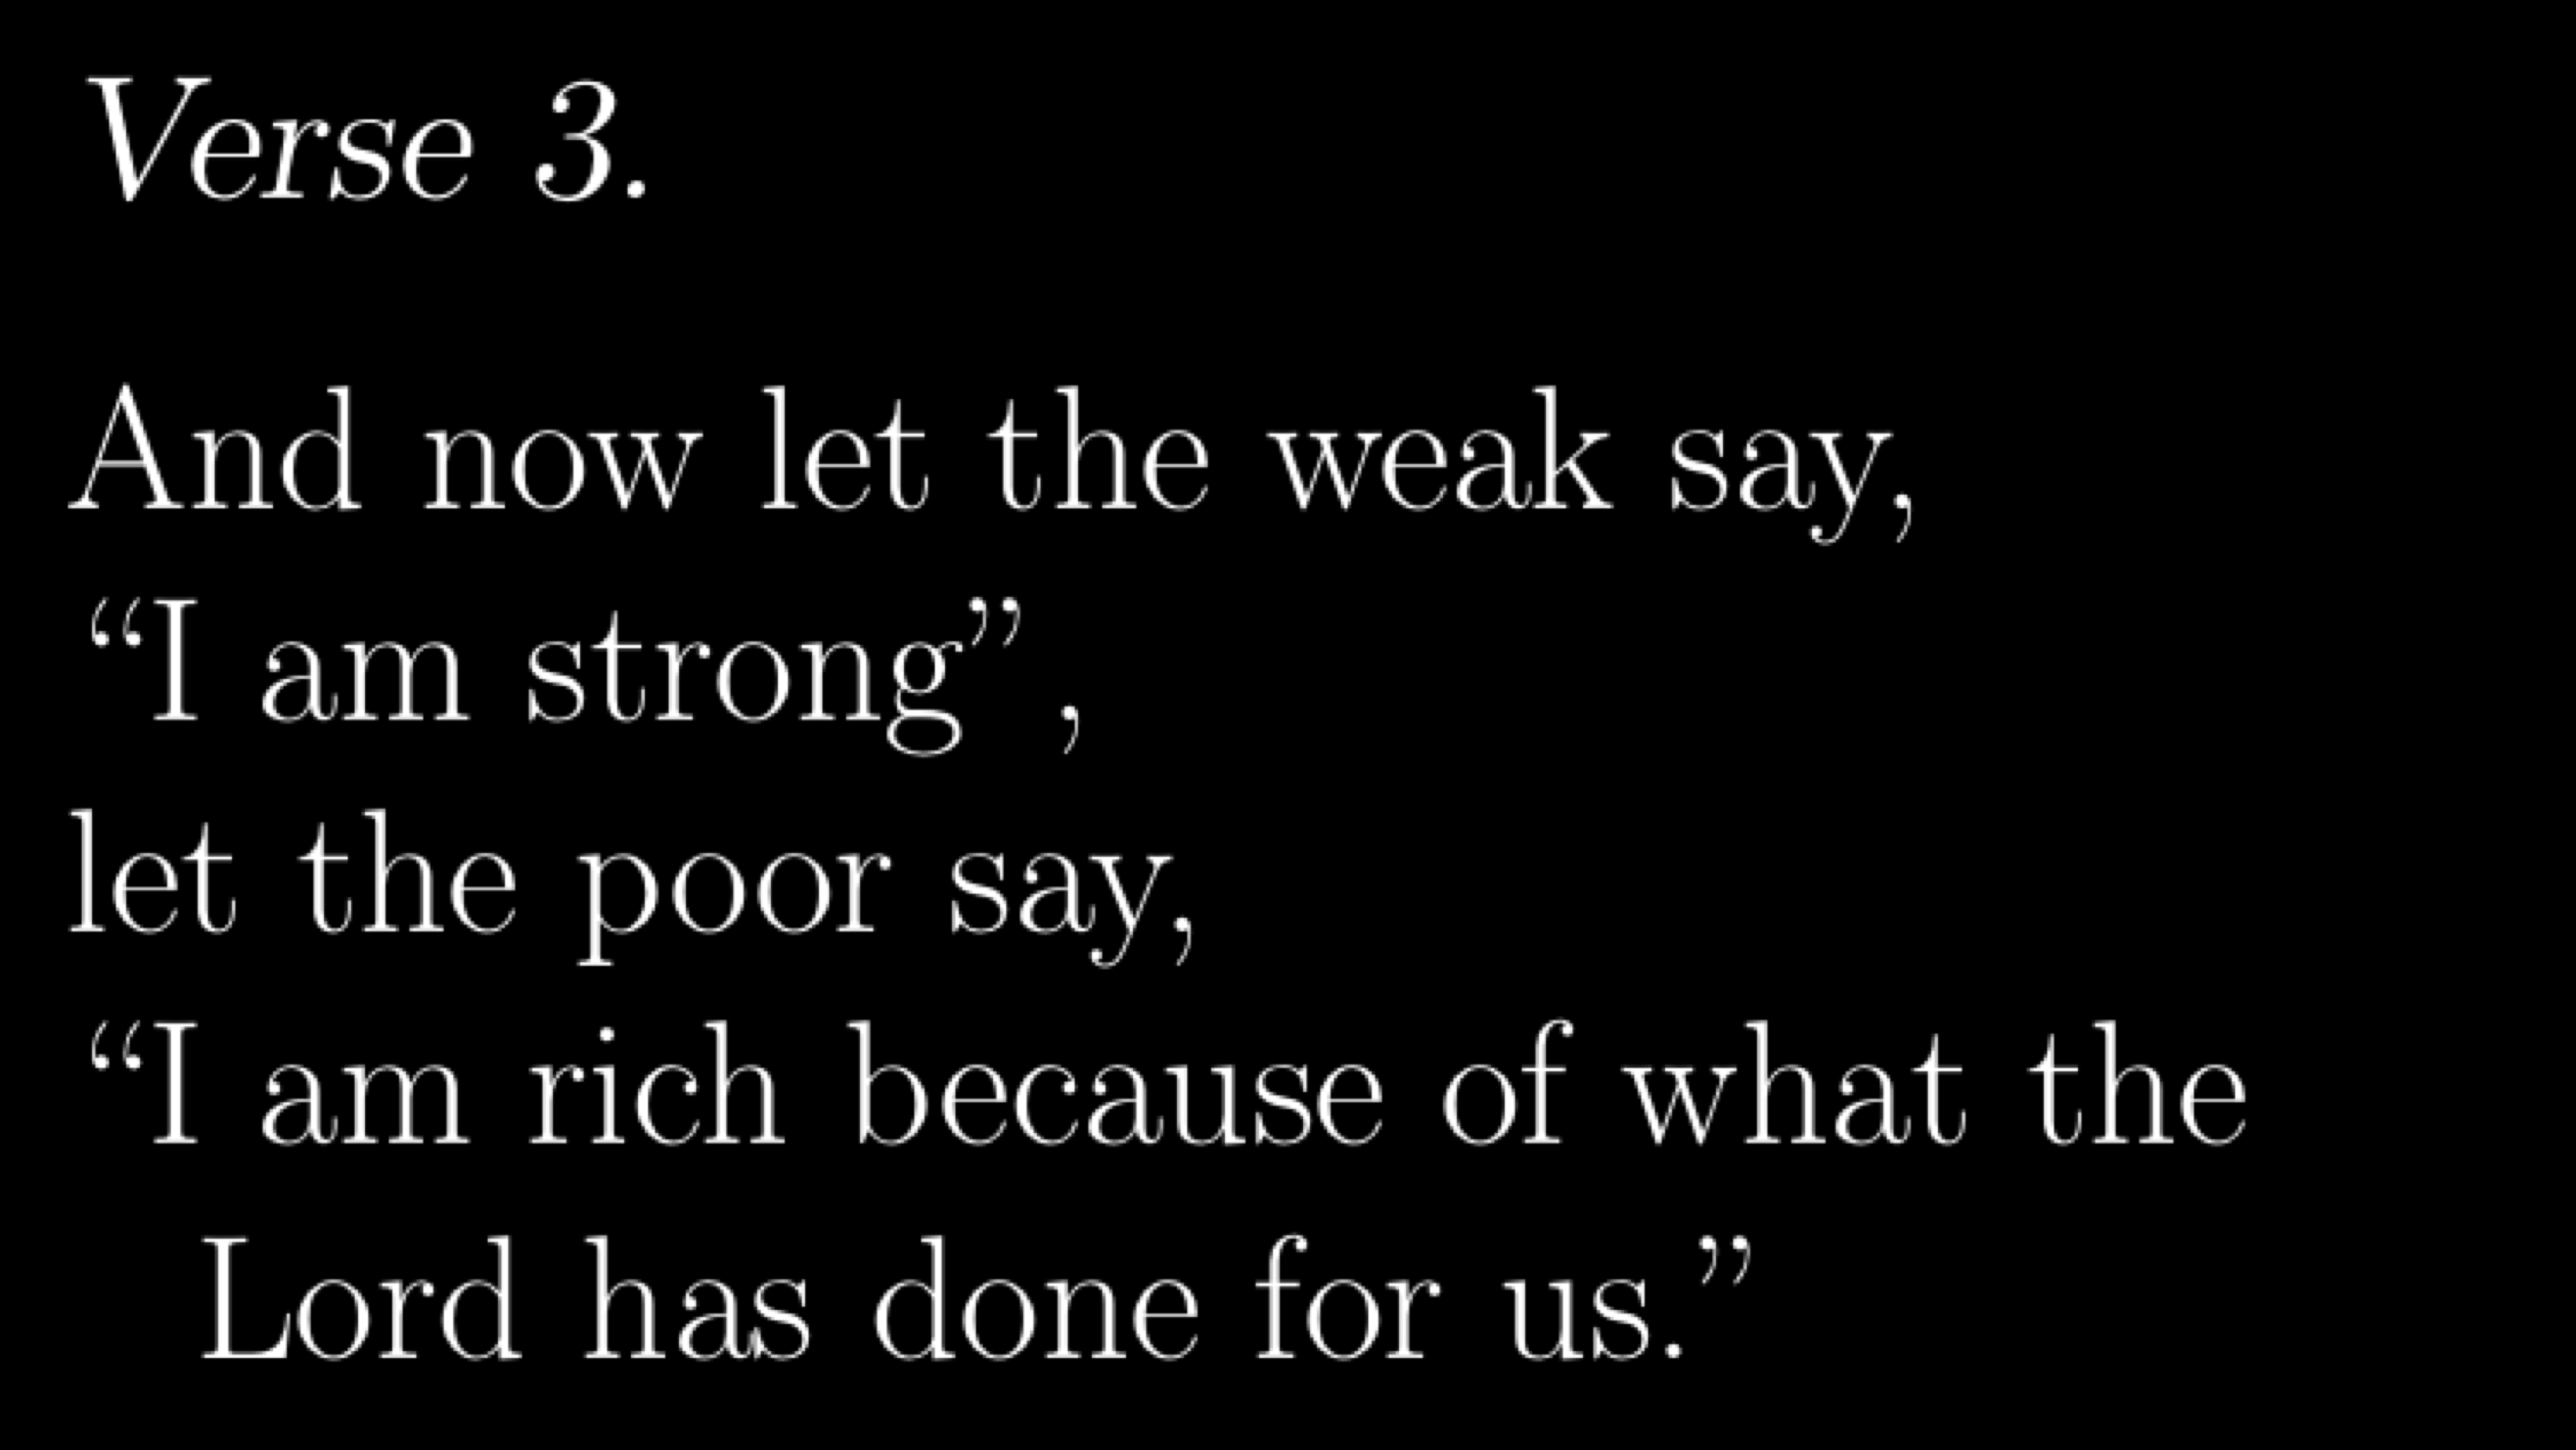 Verse 3.
And now let the weak say,
“I am strong”,
let the poor say,
“I am rich because of what the
Lord has done for us.”